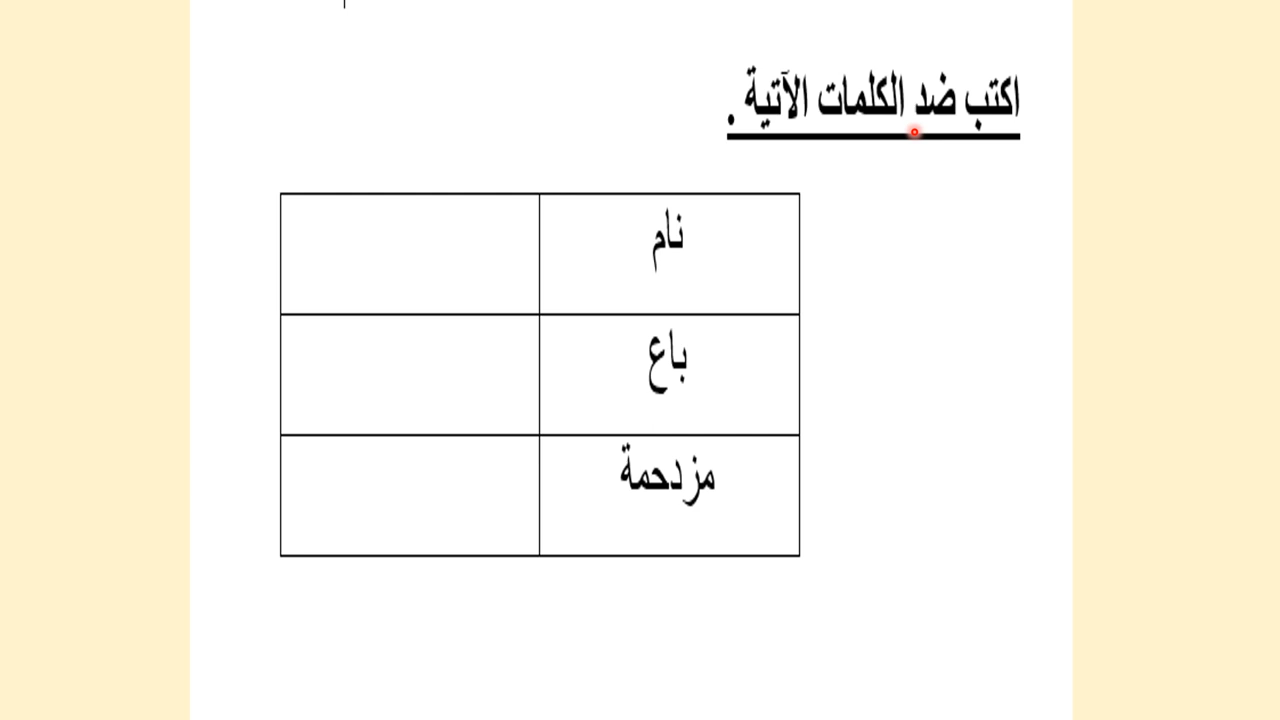 اكتب ضد الكلمات الآتية .
نام
باع
مزدحمة